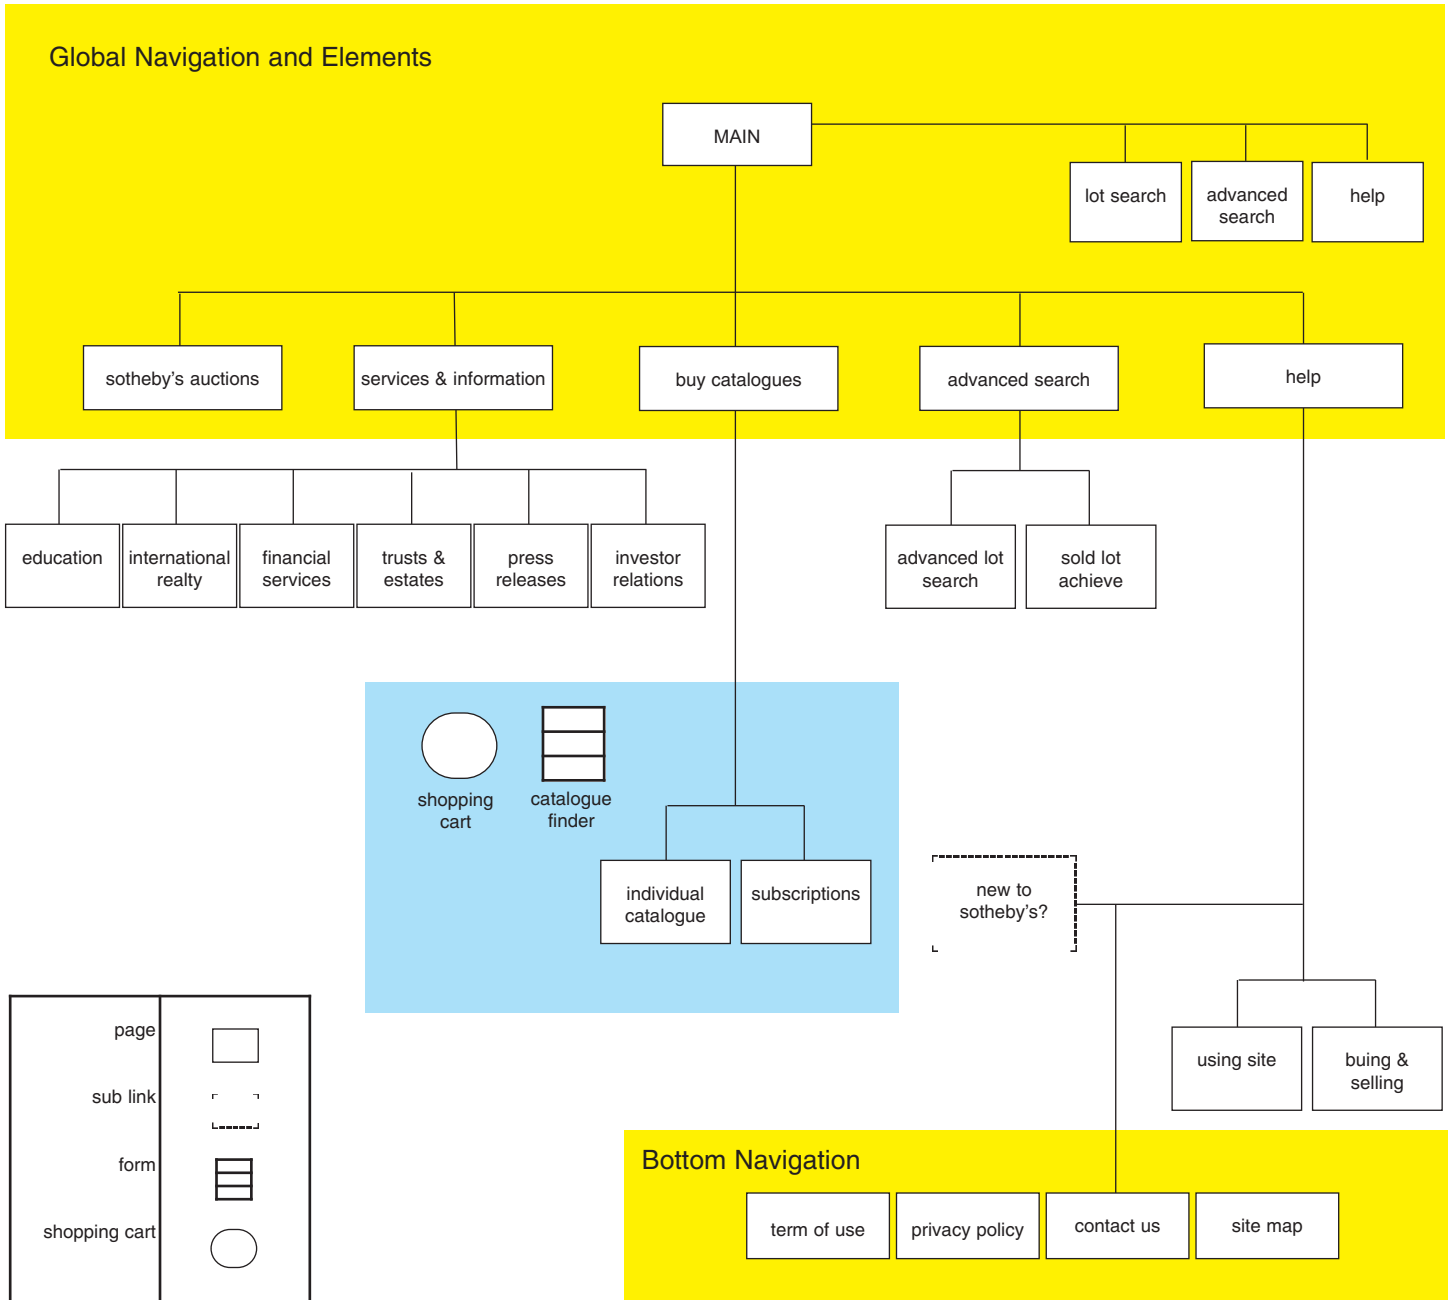 Global Navigation and Elements
MAIN
lot search
advanced
search
help
sotheby's auctions
services & information
buy catalogues
advanced search
help
education
international
realty
financial
services
trusts &
estates
press
releases
investor
relations
advanced lot
search
sold lot
achieve
shopping
cart
catalogue
finder
individual
catalogue
subscriptions
new to
sotheby's?
using site
buing &
selling
page
sub link
form
shopping cart
Bottom Navigation
term of use
privacy policy
contact us
site map